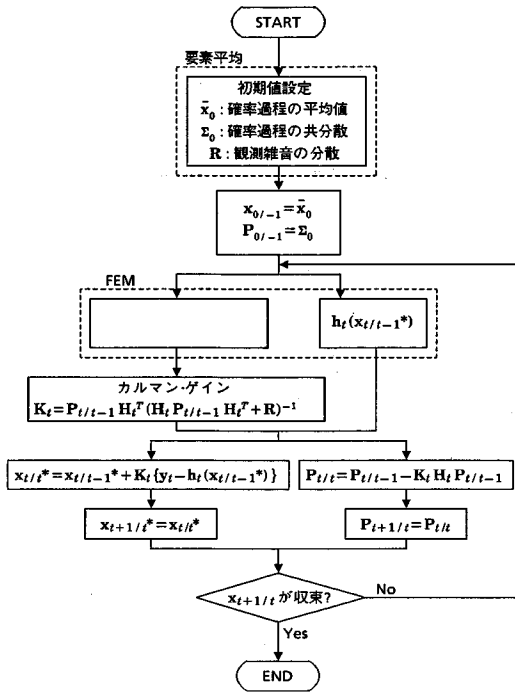 START
要素平均
初期値設定
x̄₀ : 確率過程の平均値
Σ₀ : 確率過程の共分散
R : 観測雑音の分散
x₀/₋₁ = x̄₀
P₀/₋₁ = Σ₀
FEM
hₜ(xₜ/ₜ₋₁*)
カルマン・ゲイン
Kₜ=Pₜ/ₜ₋₁ Hₜᵀ(Hₜ Pₜ/ₜ₋₁ Hₜᵀ+R)⁻¹
xₜ/ₜ*=xₜ/ₜ₋₁*+Kₜ{yₜ−hₜ(xₜ/ₜ₋₁*)}
Pₜ/ₜ=Pₜ/ₜ₋₁−Kₜ Hₜ Pₜ/ₜ₋₁
xₜ₊₁/ₜ*=xₜ/ₜ*
Pₜ₊₁/ₜ=Pₜ/ₜ
xₜ₊₁/ₜ が収束?
No
Yes
END